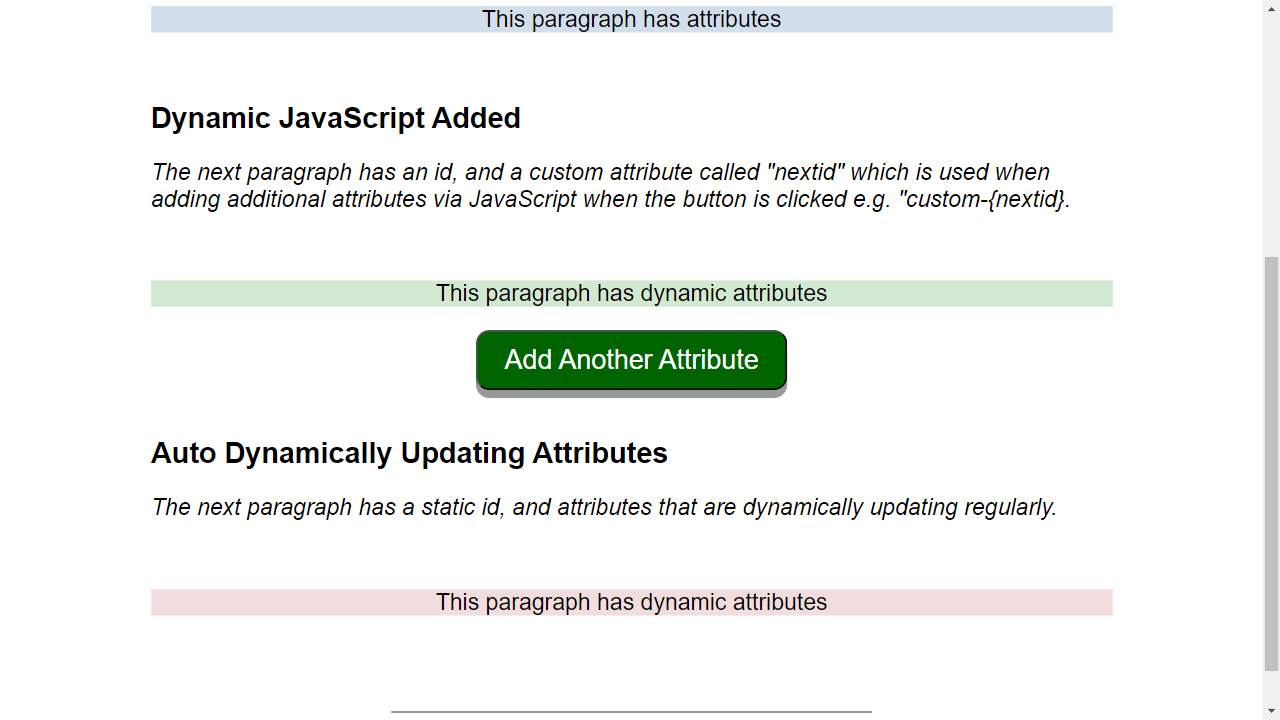 This paragraph has attributes
Dynamic JavaScript Added
The next paragraph has an id, and a custom attribute called "nextid" which is used when
adding additional attributes via JavaScript when the button is clicked e.g. "custom-{nextid}.
This paragraph has dynamic attributes
Add Another Attribute
Auto Dynamically Updating Attributes
The next paragraph has a static id, and attributes that are dynamically updating regularly.
This paragraph has dynamic attributes